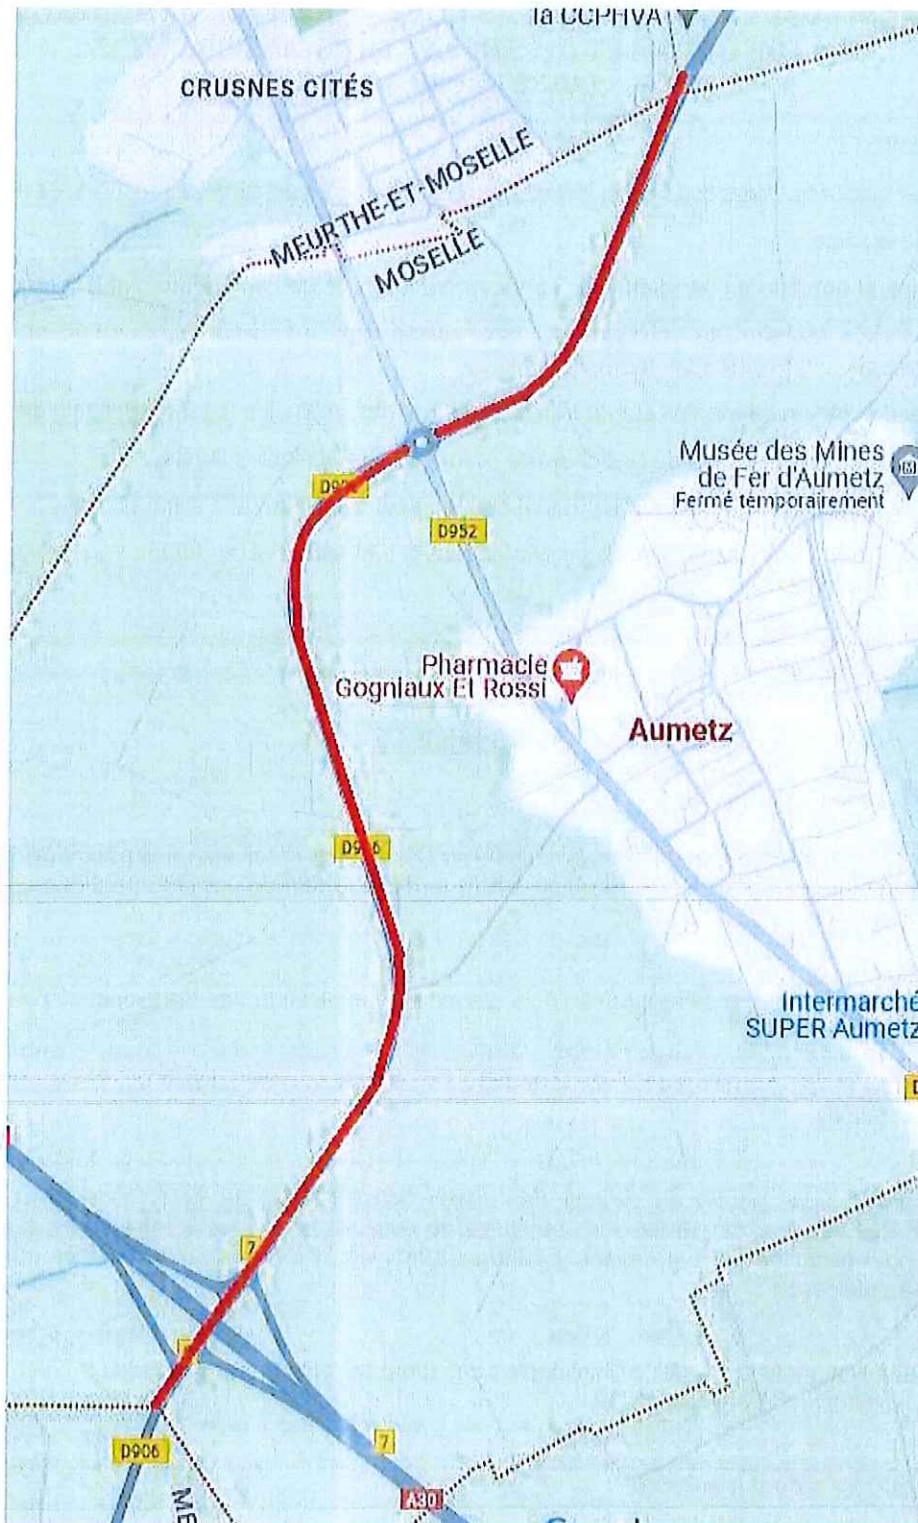 la CCPHVA
CRUSNES CITÉS
MEURTHE-ET-MOSELLE
MOSELLE
Musée des Mines
de Fer d'Aumetz
Fermé temporairement
D952
Pharmacie
Gogniaux Et Rossi
Aumetz
Intermarché
SUPER Aumetz
7
7
D906
A30